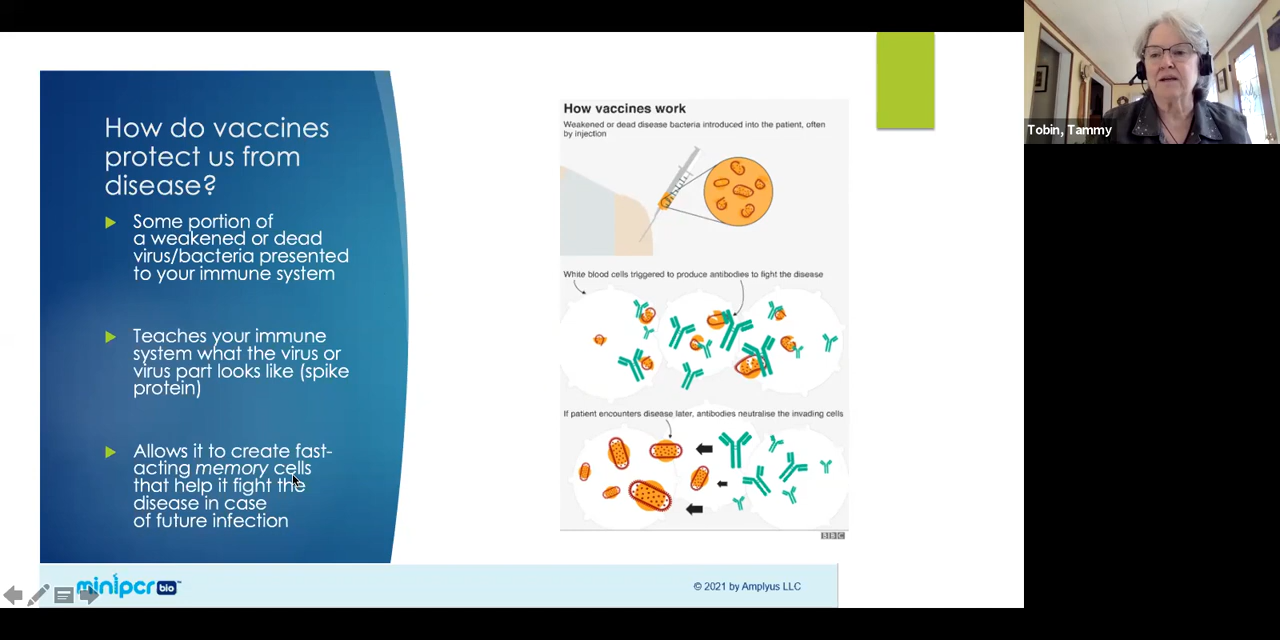 How do vaccines
protect us from
disease?
Some portion of
a weakened or dead
virus/bacteria presented
to your immune system
Teaches your immune
system what the virus or
virus part looks like (spike
protein)
Allows it to create fast-
acting memory cells
that help it fight the
disease in case
of future infection
How vaccines work
Weakened or dead disease bacteria introduced into the patient, often
by injection
White blood cells triggered to produce antibodies to fight the disease
If patient encounters disease later, antibodies neutralise the invading cells
BBC
minipcr bio™
© 2021 by Amplyus LLC
Tobin, Tammy